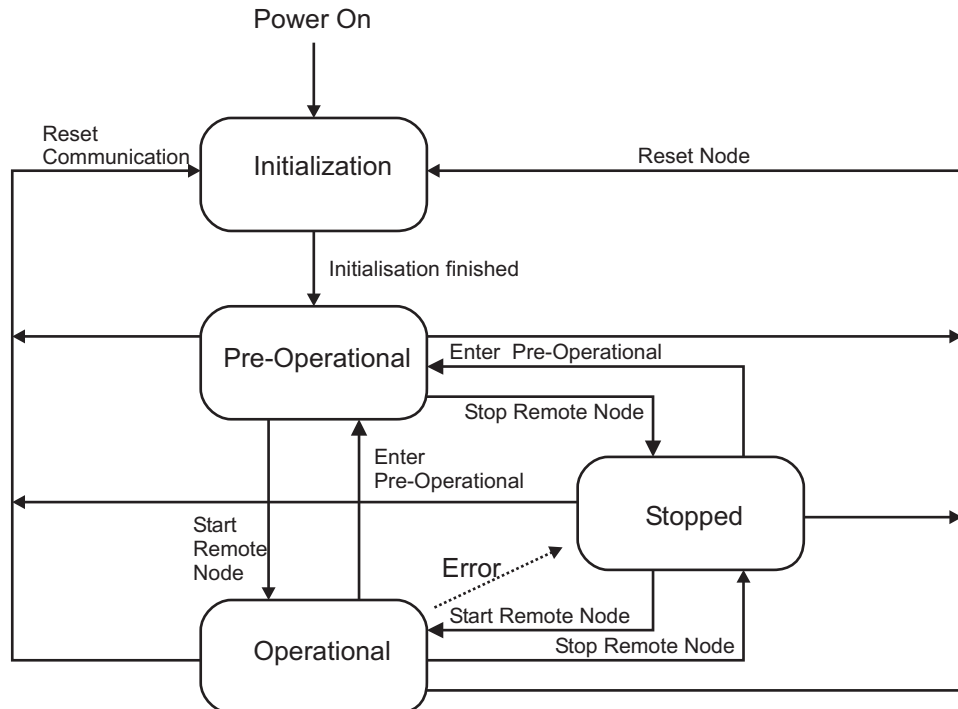 Power On
Reset
Communication
Initialization
Reset Node
Initialisation finished
Pre-Operational
Enter Pre-Operational
Stop Remote Node
Enter
Pre-Operational
Stopped
Start
Remote
Node
Error
Start Remote Node
Operational
Stop Remote Node